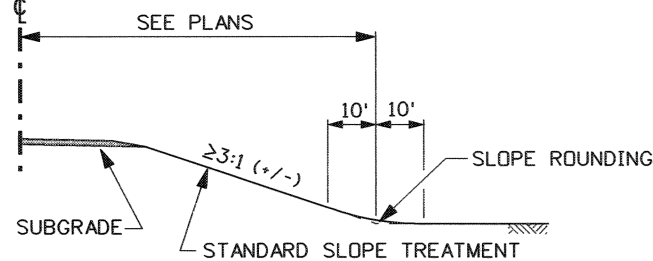 ℄
SEE PLANS
10' 10'
≥3:1 (+/-)
SLOPE ROUNDING
SUBGRADE
STANDARD SLOPE TREATMENT